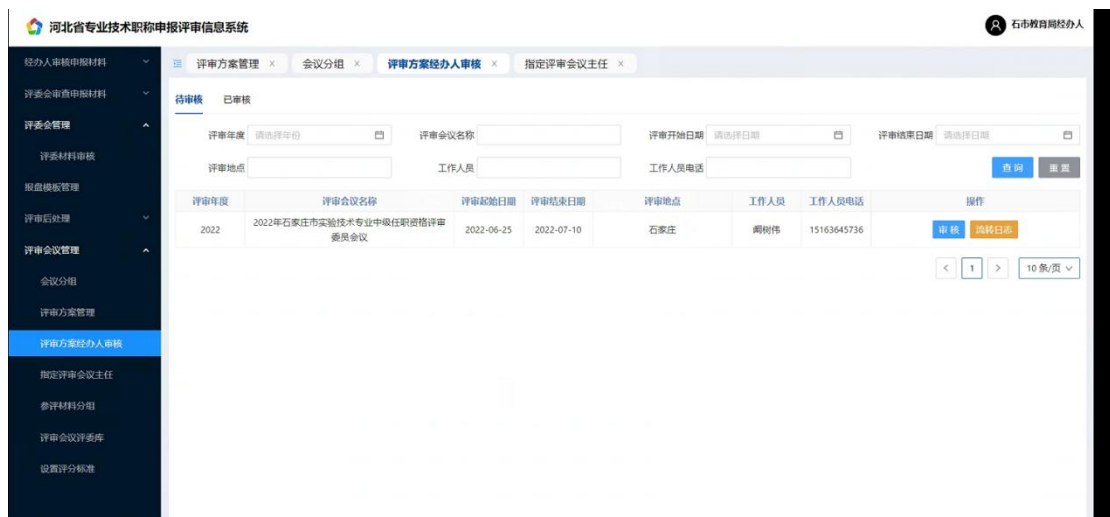 河北省专业技术职称申报评审信息系统
石市教育局经办人
经办人审核申报材料
评审方案管理 ×
会议分组 ×
评审方案经办人审核 ×
指定评审会议主任 ×
评委会审查申报材料
待审核
已审核
评委会管理
评审年度 请选择年份
评审会议名称
评审开始日期 请选择日期
评审结束日期 请选择日期
评委材料审核
评审地点
工作人员
工作人员电话
查询
重置
报盘模板管理
评审年度 评审会议名称 评审起始日期 评审结束日期 评审地点 工作人员 工作人员电话 操作
评审后处理
2022 2022年石家庄市实验技术专业中级任职资格评审
委员会议 2022-06-25 2022-07-10 石家庄 阚树伟 15163645736 审核 流转日志
评审会议管理
< 1 > 10 条/页
会议分组
评审方案管理
评审方案经办人审核
指定评审会议主任
参评材料分组
评审会议评委库
设置评分标准